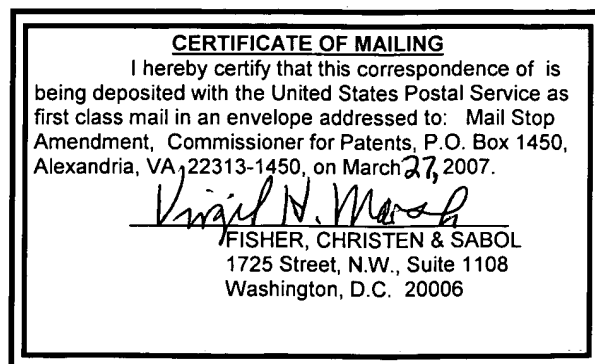 CERTIFICATE OF MAILING
I hereby certify that this correspondence of is
being deposited with the United States Postal Service as
first class mail in an envelope addressed to: Mail Stop
Amendment, Commissioner for Patents, P.O. Box 1450,
Alexandria, VA 22313-1450, on March 27, 2007.
Virgil H. Marsh
FISHER, CHRISTEN & SABOL
1725 Street, N.W., Suite 1108
Washington, D.C. 20006